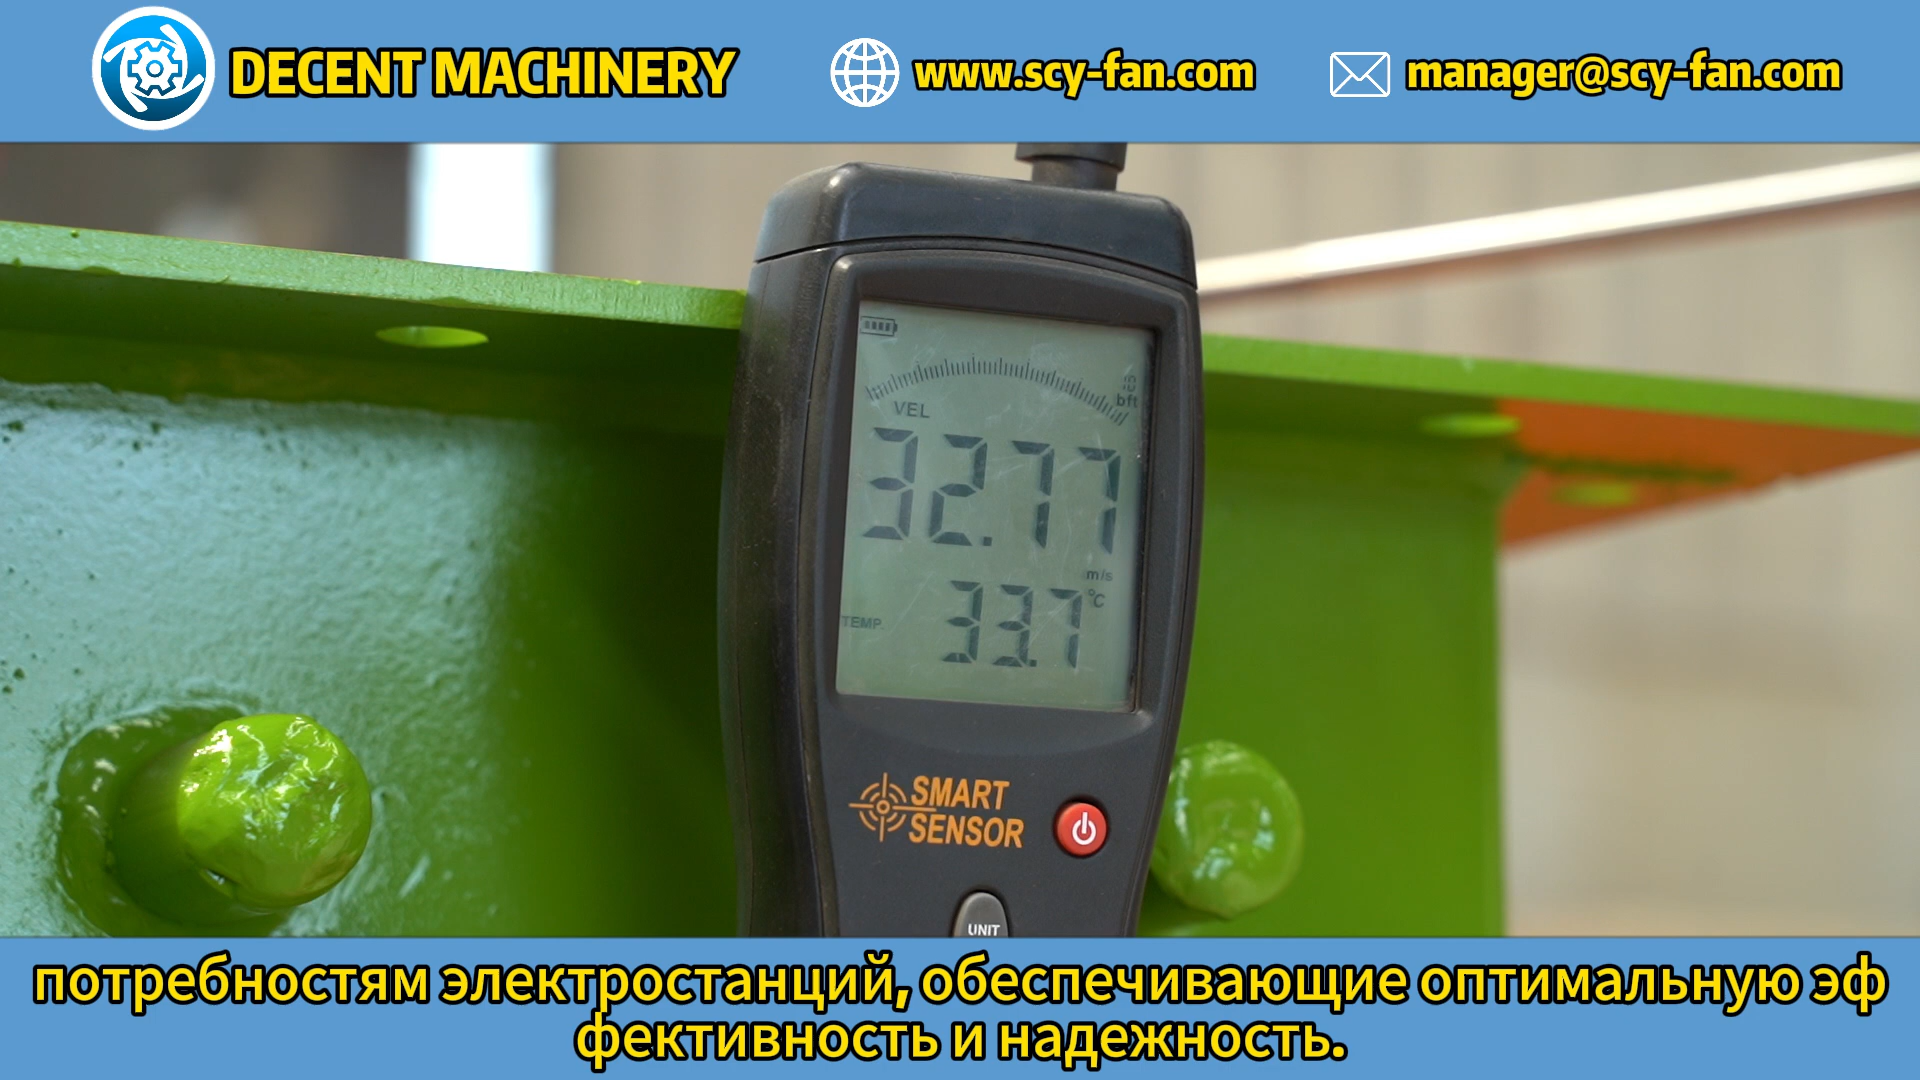 DECENT MACHINERY
www.scy-fan.com
manager@scy-fan.com
bft
VEL
32.77
m/s
°C
TEMP.
33.7
SMART
SENSOR
UNIT
потребностям электростанций, обеспечивающие оптимальную эф
фективность и надежность.